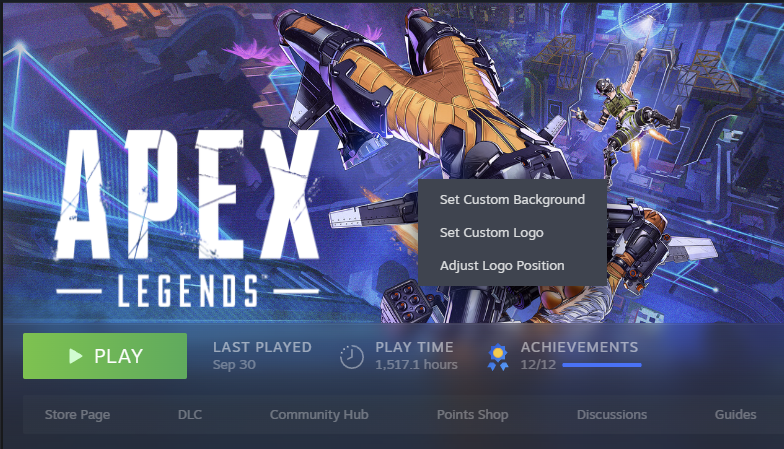 APEX
LEGENDS™
Set Custom Background
Set Custom Logo
Adjust Logo Position
PLAY
LAST PLAYED
Sep 30
PLAY TIME
1,517.1 hours
ACHIEVEMENTS
12/12
Store Page
DLC
Community Hub
Points Shop
Discussions
Guides